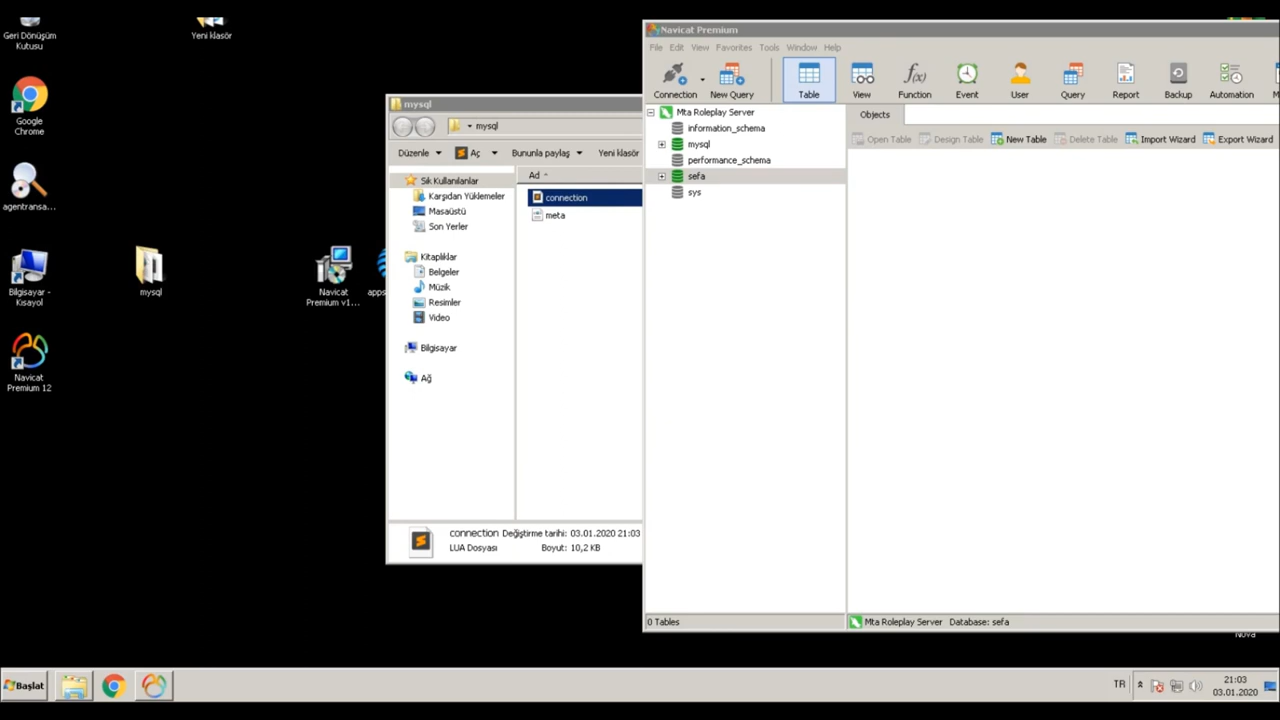 Geri Dönüşüm
Kutusu
Yeni klasör
Google
Chrome
agentransa...
Bilgisayar -
Kısayol
mysql
Navicat
Premium v1...
apps
Navicat
Premium 12
mysql
mysql
Düzenle
Aç
Bununla paylaş
Yeni klasör
Sık Kullanılanlar
Karşıdan Yüklemeler
Masaüstü
Son Yerler
Kitaplıklar
Belgeler
Müzik
Resimler
Video
Bilgisayar
Ağ
Ad
connection
meta
connection Değiştirme tarihi: 03.01.2020 21:03
LUA Dosyası Boyut: 10,2 KB
Navicat Premium
File Edit View Favorites Tools Window Help
Connection New Query Table View Function Event User Query Report Backup Automation
Mta Roleplay Server
information_schema
mysql
performance_schema
sefa
sys
Objects
Open Table Design Table New Table Delete Table Import Wizard Export Wizard
0 Tables
Mta Roleplay Server Database: sefa
Nova
Başlat
TR
21:03
03.01.2020